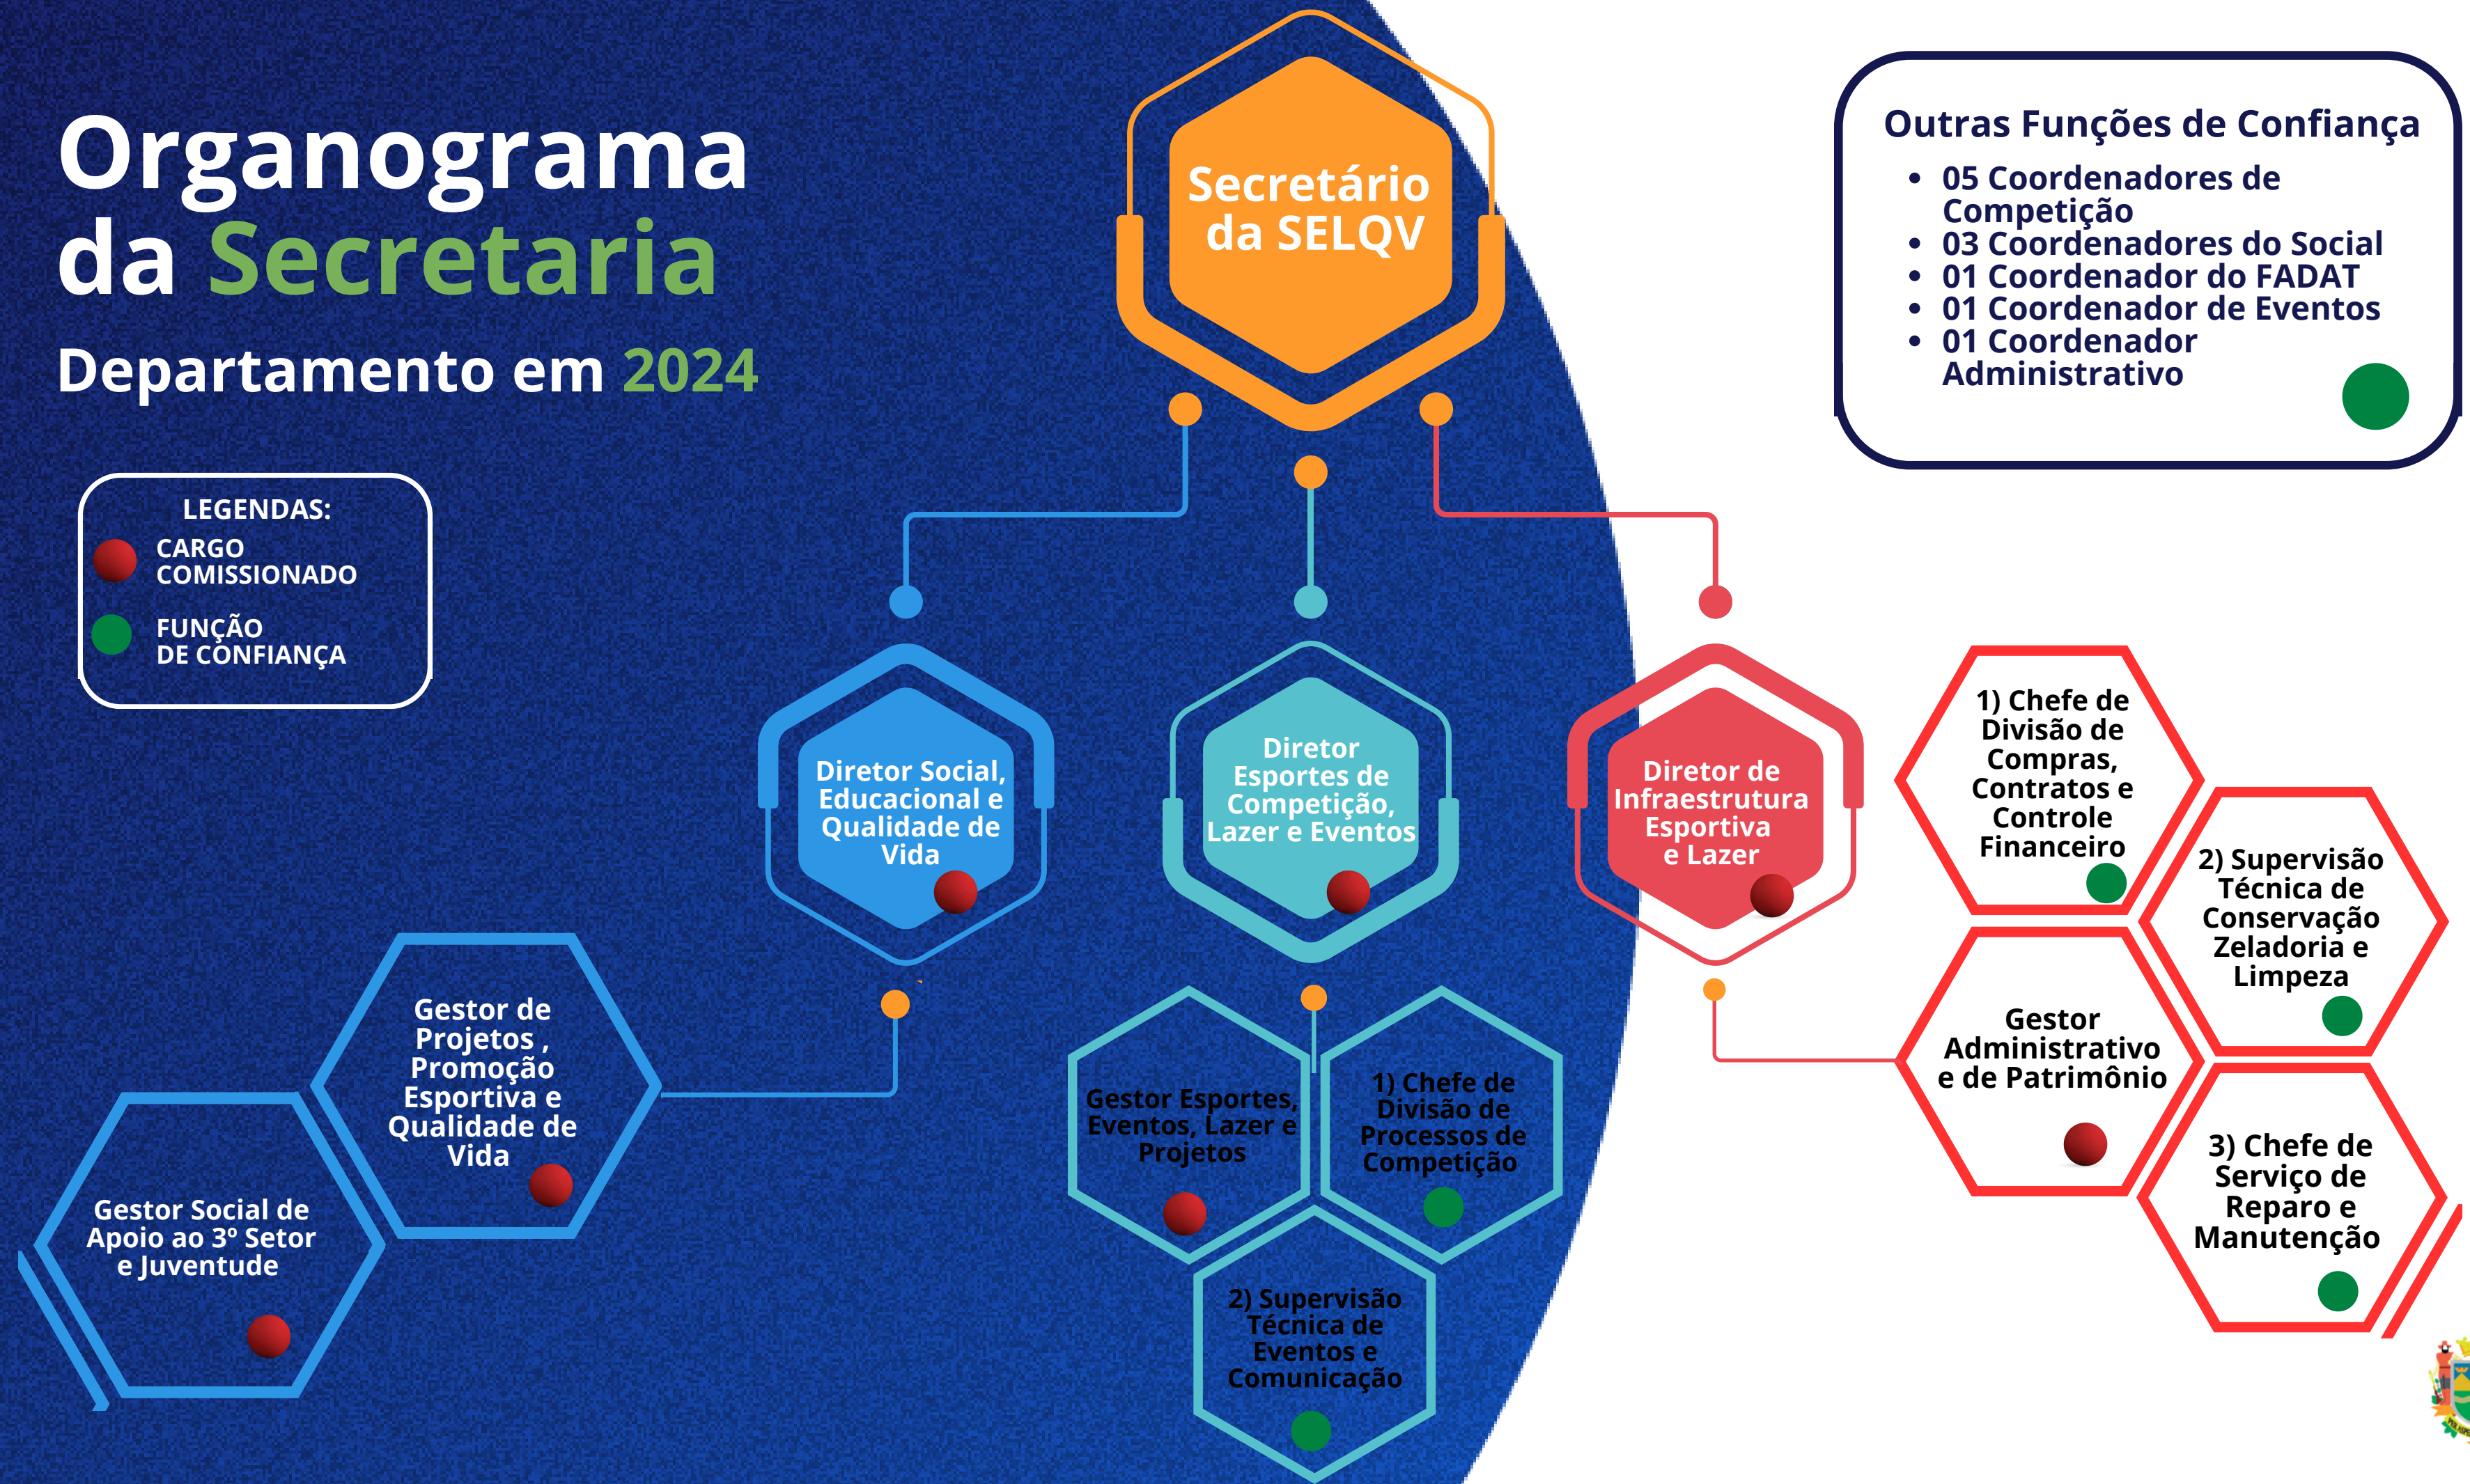 Organograma
da Secretaria
Departamento em 2024
LEGENDAS:
CARGO
COMISSIONADO
FUNÇÃO
DE CONFIANÇA
Secretário
da SELQV
Outras Funções de Confiança
• 05 Coordenadores de
Competição
• 03 Coordenadores do Social
• 01 Coordenador do FADAT
• 01 Coordenador de Eventos
• 01 Coordenador
Administrativo
Diretor Social,
Educacional e
Qualidade de
Vida
Diretor
Esportes de
Competição,
Lazer e Eventos
Diretor de
Infraestrutura
Esportiva
e Lazer
Gestor de
Projetos ,
Promoção
Esportiva e
Qualidade de
Vida
Gestor Social de
Apoio ao 3º Setor
e Juventude
Gestor Esportes,
Eventos, Lazer e
Projetos
1) Chefe de
Divisão de
Processos de
Competição
2) Supervisão
Técnica de
Eventos e
Comunicação
1) Chefe de
Divisão de
Compras,
Contratos e
Controle
Financeiro
2) Supervisão
Técnica de
Conservação
Zeladoria e
Limpeza
Gestor
Administrativo
e de Patrimônio
3) Chefe de
Serviço de
Reparo e
Manutenção